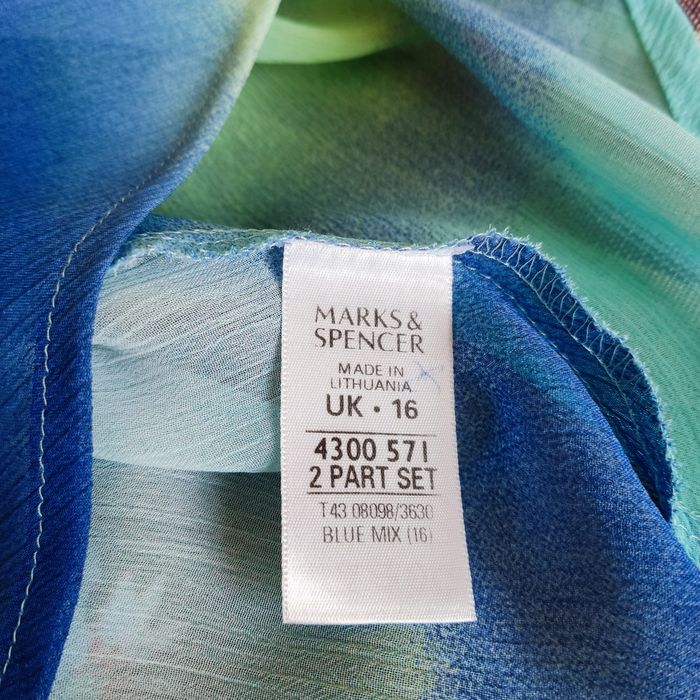 MARKS &
SPENCER
MADE IN
LITHUANIA
UK · 16
4300 571
2 PART SET
T43 08098/3630
BLUE MIX (16)